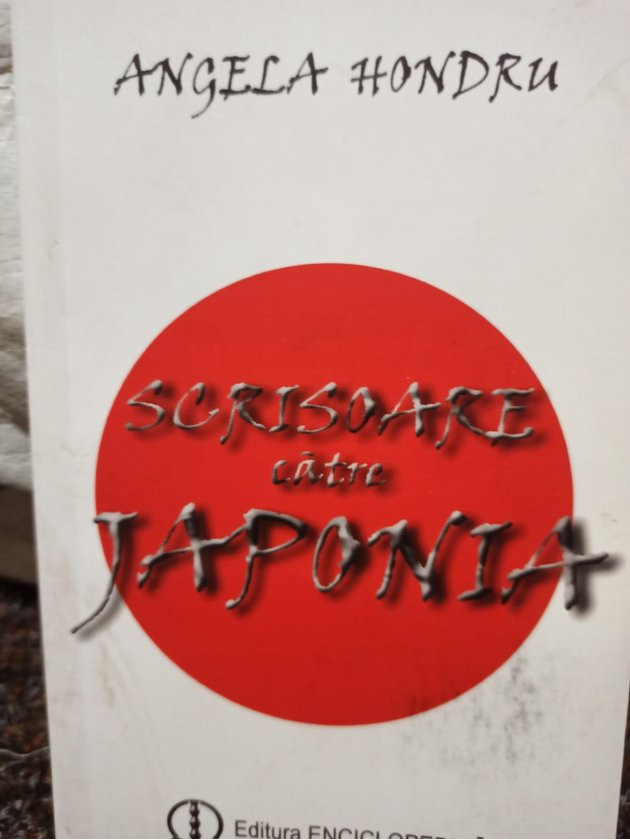 ANGELA HONDRU
SCRISOARE
către
JAPONIA
Editura